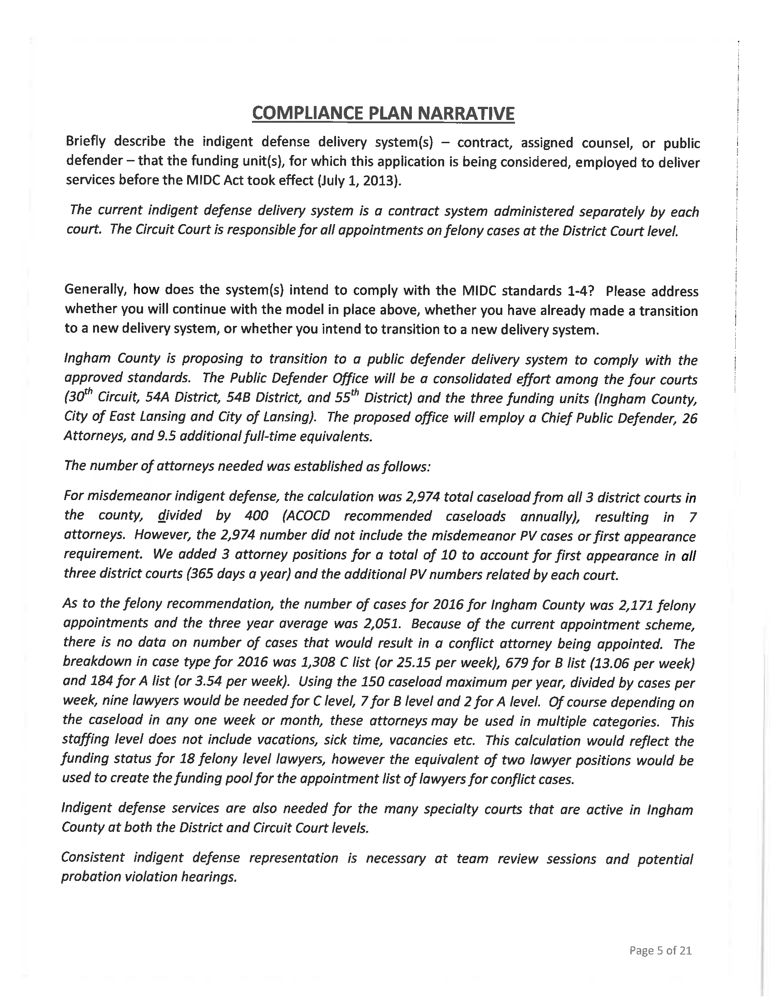 COMPLIANCE PLAN NARRATIVE
Briefly describe the indigent defense delivery system(s) – contract, assigned counsel, or public
defender – that the funding unit(s), for which this application is being considered, employed to deliver
services before the MIDC Act took effect (July 1, 2013).
The current indigent defense delivery system is a contract system administered separately by each
court. The Circuit Court is responsible for all appointments on felony cases at the District Court level.
Generally, how does the system(s) intend to comply with the MIDC standards 1-4? Please address
whether you will continue with the model in place above, whether you have already made a transition
to a new delivery system, or whether you intend to transition to a new delivery system.
Ingham County is proposing to transition to a public defender delivery system to comply with the
approved standards. The Public Defender Office will be a consolidated effort among the four courts
(30th Circuit, 54A District, 54B District, and 55th District) and the three funding units (Ingham County,
City of East Lansing and City of Lansing). The proposed office will employ a Chief Public Defender, 26
Attorneys, and 9.5 additional full-time equivalents.
The number of attorneys needed was established as follows:
For misdemeanor indigent defense, the calculation was 2,974 total caseload from all 3 district courts in
the county, divided by 400 (ACOCD recommended caseloads annually), resulting in 7
attorneys. However, the 2,974 number did not include the misdemeanor PV cases or first appearance
requirement. We added 3 attorney positions for a total of 10 to account for first appearance in all
three district courts (365 days a year) and the additional PV numbers related by each court.
As to the felony recommendation, the number of cases for 2016 for Ingham County was 2,171 felony
appointments and the three year average was 2,051. Because of the current appointment scheme,
there is no data on number of cases that would result in a conflict attorney being appointed. The
breakdown in case type for 2016 was 1,308 C list (or 25.15 per week), 679 for B list (13.06 per week)
and 184 for A list (or 3.54 per week). Using the 150 caseload maximum per year, divided by cases per
week, nine lawyers would be needed for C level, 7 for B level and 2 for A level. Of course depending on
the caseload in any one week or month, these attorneys may be used in multiple categories. This
staffing level does not include vacations, sick time, vacancies etc. This calculation would reflect the
funding status for 18 felony level lawyers, however the equivalent of two lawyer positions would be
used to create the funding pool for the appointment list of lawyers for conflict cases.
Indigent defense services are also needed for the many specialty courts that are active in Ingham
County at both the District and Circuit Court levels.
Consistent indigent defense representation is necessary at team review sessions and potential
probation violation hearings.
Page 5 of 21